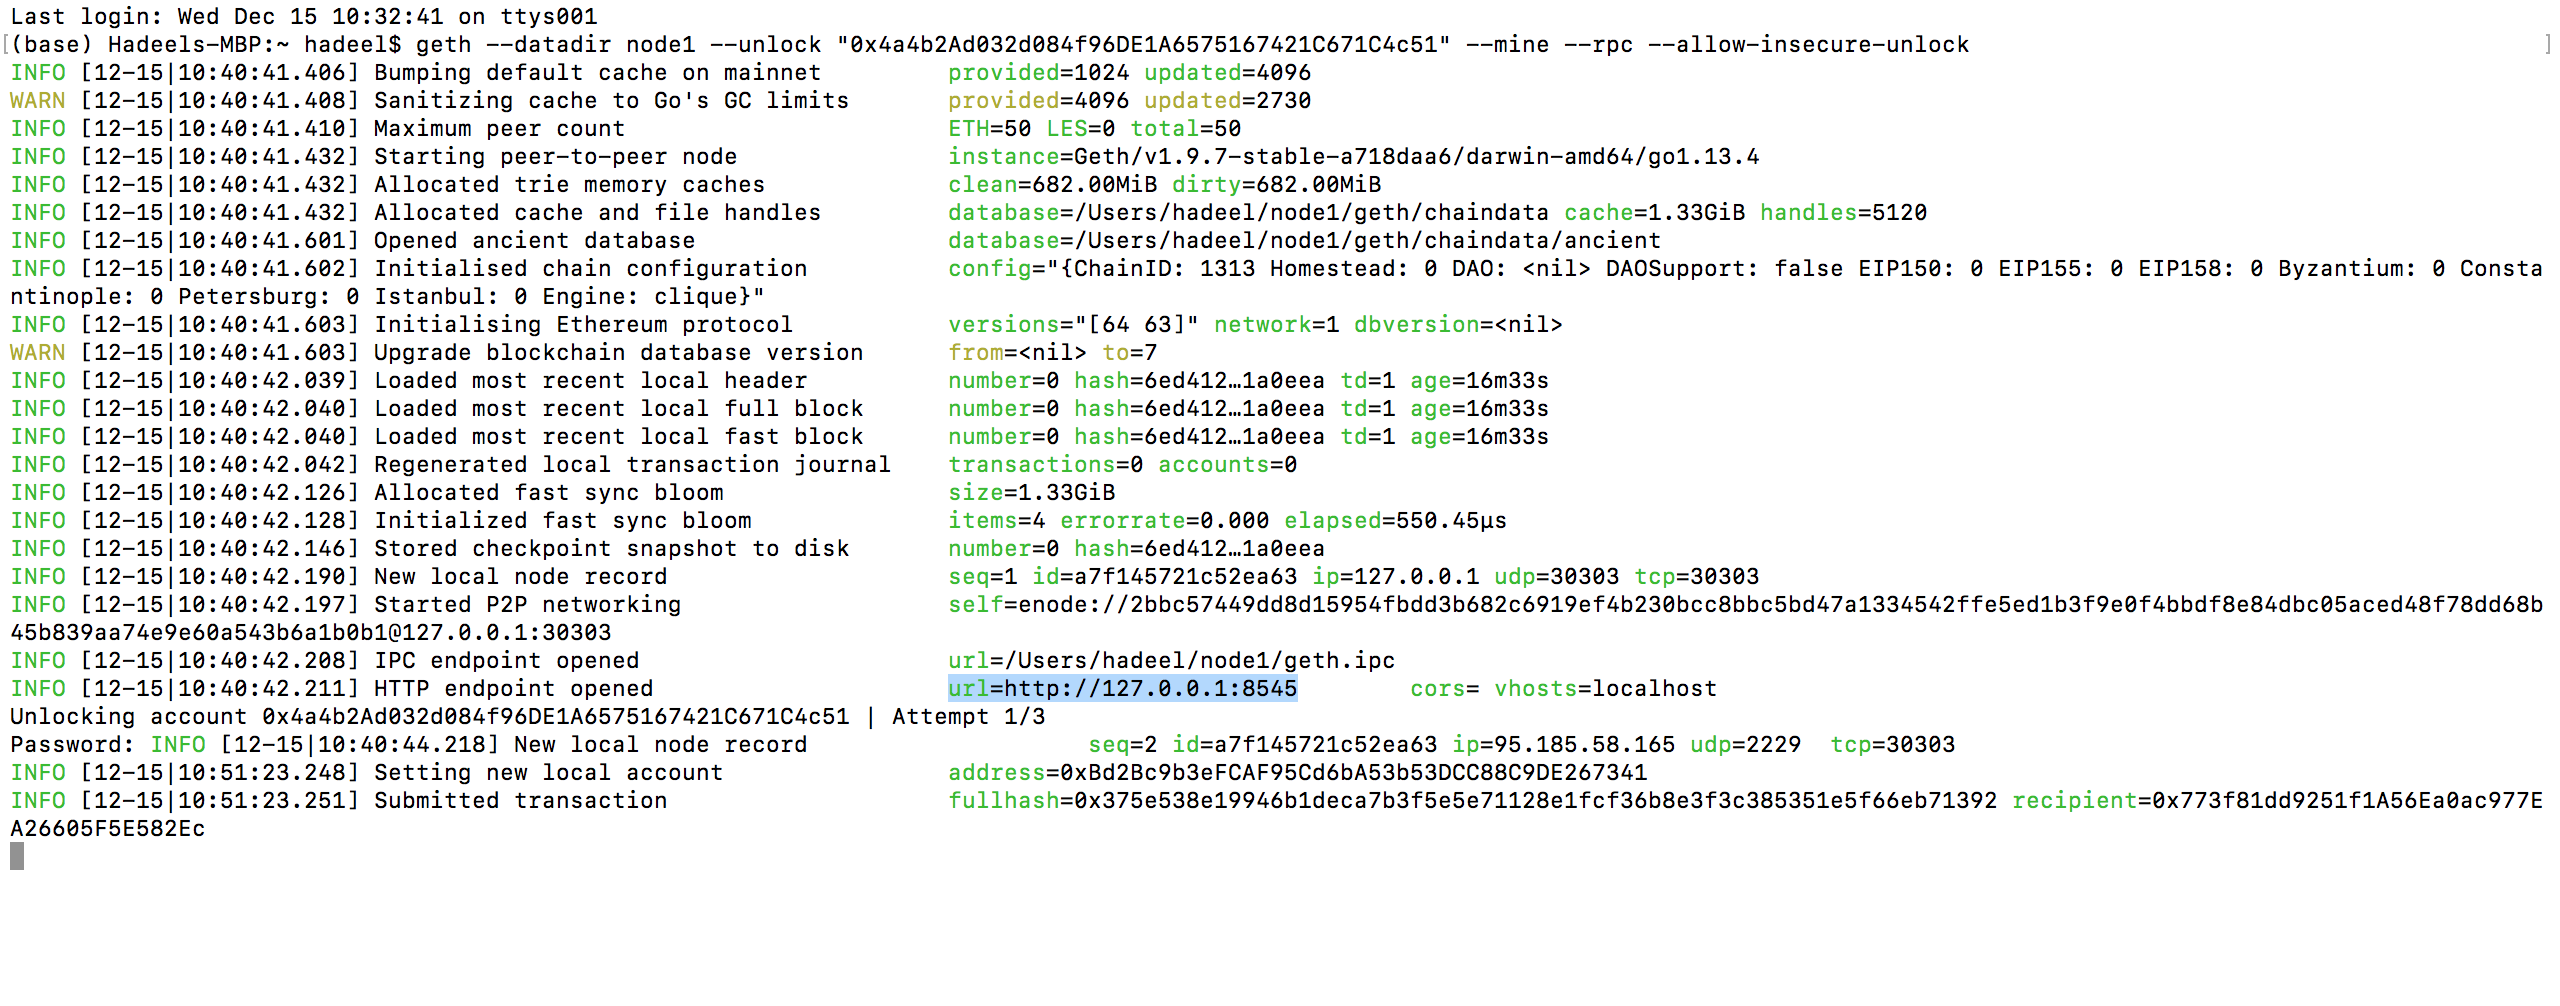 Last login: Wed Dec 15 10:32:41 on ttys001
[(base) Hadeels-MBP:~ hadeel$ geth --datadir node1 --unlock "0x4a4b2Ad032d084f96DE1A6575167421C671C4c51" --mine --rpc --allow-insecure-unlock ]
INFO [12-15|10:40:41.406] Bumping default cache on mainnet         provided=1024 updated=4096
WARN [12-15|10:40:41.408] Sanitizing cache to Go's GC limits       provided=4096 updated=2730
INFO [12-15|10:40:41.410] Maximum peer count                       ETH=50 LES=0 total=50
INFO [12-15|10:40:41.432] Starting peer-to-peer node               instance=Geth/v1.9.7-stable-a718daa6/darwin-amd64/go1.13.4
INFO [12-15|10:40:41.432] Allocated trie memory caches             clean=682.00MiB dirty=682.00MiB
INFO [12-15|10:40:41.432] Allocated cache and file handles         database=/Users/hadeel/node1/geth/chaindata cache=1.33GiB handles=5120
INFO [12-15|10:40:41.601] Opened ancient database                  database=/Users/hadeel/node1/geth/chaindata/ancient
INFO [12-15|10:40:41.602] Initialised chain configuration          config="{ChainID: 1313 Homestead: 0 DAO: <nil> DAOSupport: false EIP150: 0 EIP155: 0 EIP158: 0 Byzantium: 0 Consta
ntinople: 0 Petersburg: 0 Istanbul: 0 Engine: clique}"
INFO [12-15|10:40:41.603] Initialising Ethereum protocol           versions="[64 63]" network=1 dbversion=<nil>
WARN [12-15|10:40:41.603] Upgrade blockchain database version      from=<nil> to=7
INFO [12-15|10:40:42.039] Loaded most recent local header          number=0 hash=6ed412…1a0eea td=1 age=16m33s
INFO [12-15|10:40:42.040] Loaded most recent local full block      number=0 hash=6ed412…1a0eea td=1 age=16m33s
INFO [12-15|10:40:42.040] Loaded most recent local fast block      number=0 hash=6ed412…1a0eea td=1 age=16m33s
INFO [12-15|10:40:42.042] Regenerated local transaction journal    transactions=0 accounts=0
INFO [12-15|10:40:42.126] Allocated fast sync bloom                size=1.33GiB
INFO [12-15|10:40:42.128] Initialized fast sync bloom              items=4 errorrate=0.000 elapsed=550.45µs
INFO [12-15|10:40:42.146] Stored checkpoint snapshot to disk       number=0 hash=6ed412…1a0eea
INFO [12-15|10:40:42.190] New local node record                    seq=1 id=a7f145721c52ea63 ip=127.0.0.1 udp=30303 tcp=30303
INFO [12-15|10:40:42.197] Started P2P networking                   self=enode://2bbc57449dd8d15954fbdd3b682c6919ef4b230bcc8bbc5bd47a1334542ffe5ed1b3f9e0f4bbdf8e84dbc05aced48f78dd68b
45b839aa74e9e60a543b6a1b0b1@127.0.0.1:30303
INFO [12-15|10:40:42.208] IPC endpoint opened                      url=/Users/hadeel/node1/geth.ipc
INFO [12-15|10:40:42.211] HTTP endpoint opened                     url=http://127.0.0.1:8545        cors= vhosts=localhost
Unlocking account 0x4a4b2Ad032d084f96DE1A6575167421C671C4c51 | Attempt 1/3
Password: INFO [12-15|10:40:44.218] New local node record                    seq=2 id=a7f145721c52ea63 ip=95.185.58.165 udp=2229  tcp=30303
INFO [12-15|10:51:23.248] Setting new local account                address=0xBd2Bc9b3eFCAF95Cd6bA53b53DCC88C9DE267341
INFO [12-15|10:51:23.251] Submitted transaction                    fullhash=0x375e538e19946b1deca7b3f5e5e71128e1fcf36b8e3f3c385351e5f66eb71392 recipient=0x773f81dd9251f1A56Ea0ac977E
A26605F5E582Ec